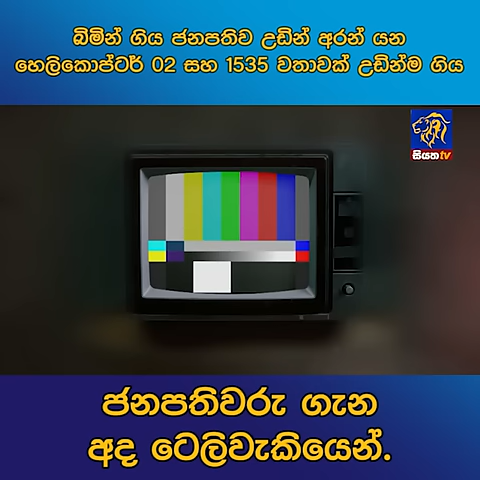 බිමින් ගිය ජනපතිව උඩින් අරන් යන
හෙලිකොප්ටර් 02 සහ 1535 වතාවක් උඩින්ම ගිය
සියත tv
ජනපතිවරු ගැන
අද ටෙලිවැකියෙන්.